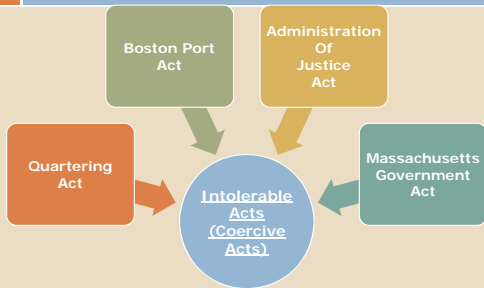 Boston Port
Act
Administration
Of
Justice
Act
Quartering
Act
Massachusetts
Government
Act
Intolerable
Acts
(Coercive
Acts)